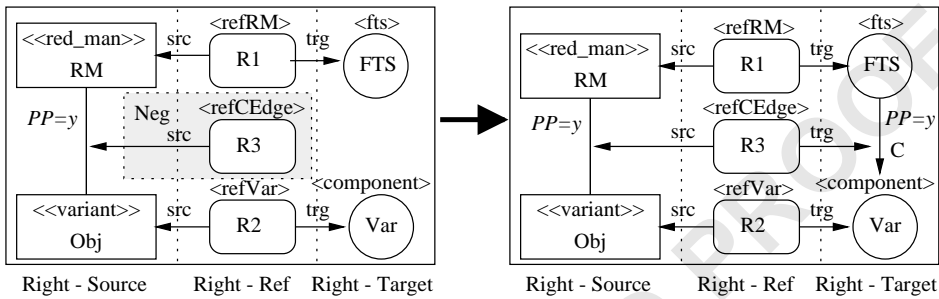 <refRM> <fts>
<<red_man>> src trg
RM R1 FTS
Neg <refCEdge>
PP=y src
R3
<refVar> <component>
<<variant>> src trg
Obj R2 Var
Right - Source Right - Ref Right - Target
<refRM> <fts>
<<red_man>> src trg
RM R1 FTS
<refCEdge>
PP=y src trg PP=y
R3 C
<refVar> <component>
<<variant>> src trg
Obj R2 Var
Right - Source Right - Ref Right - Target
PROOF